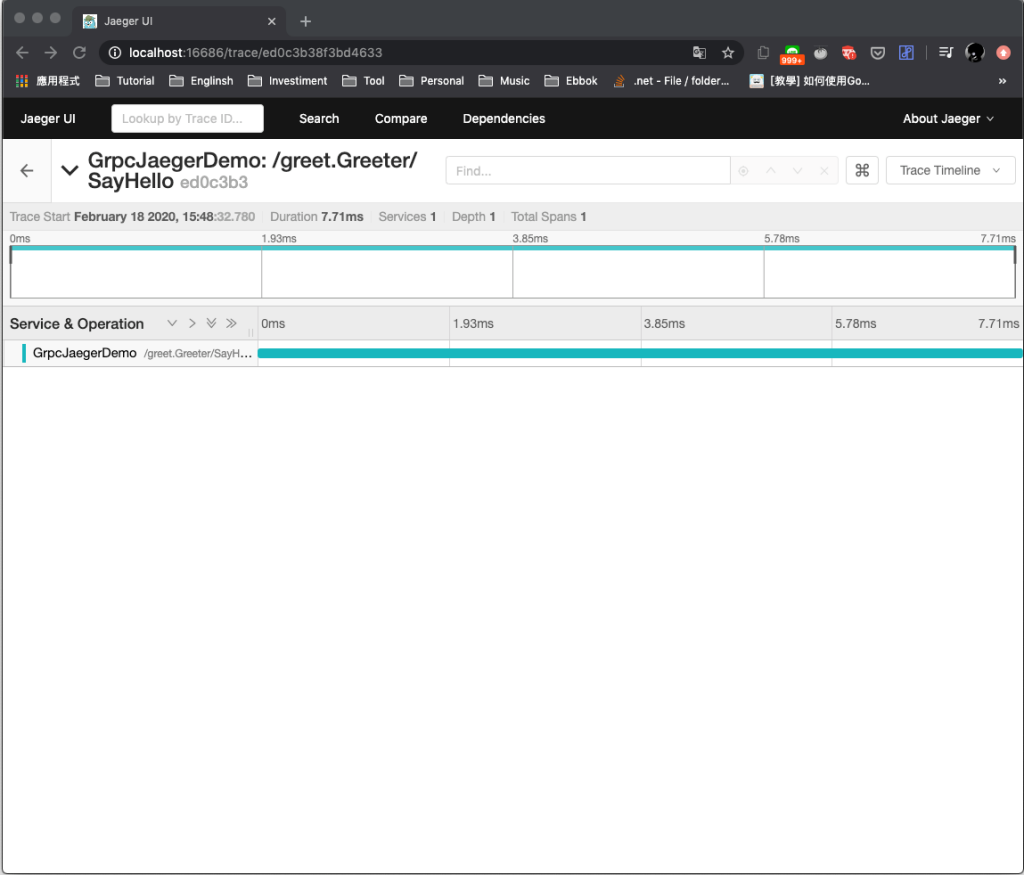 Jaeger UI
localhost:16686/trace/ed0c3b38f3bd4633
999+
應用程式 Tutorial Englinsh Investiment Tool Personal Music Ebbok .net - File / folder... [教學] 如何使用Go... »
Jaeger UI Lookup by Trace ID... Search Compare Dependencies About Jaeger
GrpcJaegerDemo: /greet.Greeter/
SayHello ed0c3b3
Find... ⌘ Trace Timeline
Trace Start February 18 2020, 15:48:32.780 Duration 7.71ms Services 1 Depth 1 Total Spans 1
0ms 1.93ms 3.85ms 5.78ms 7.71ms
Service & Operation 0ms 1.93ms 3.85ms 5.78ms 7.71ms
GrpcJaegerDemo /greet.Greeter/SayH...